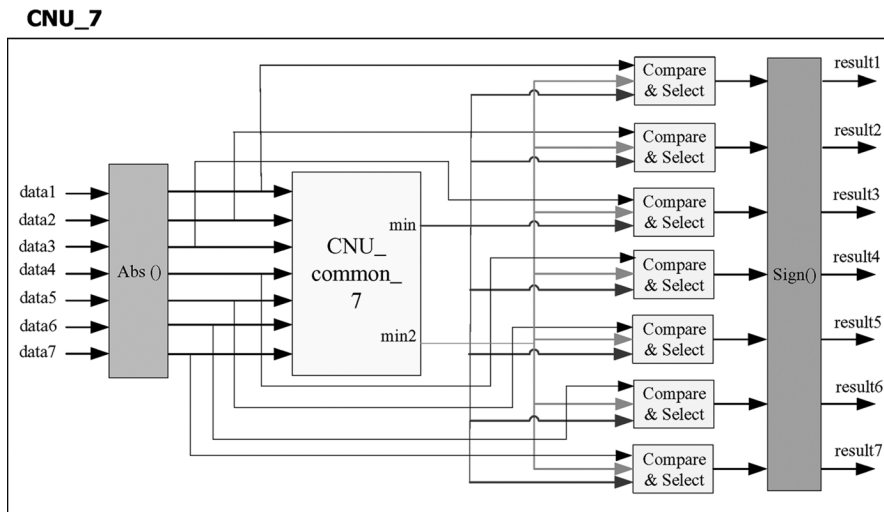 CNU_7
data1
data2
data3
data4
data5
data6
data7
Abs ()
CNU_
common_
7
min
min2
Compare
& Select
Compare
& Select
Compare
& Select
Compare
& Select
Compare
& Select
Compare
& Select
Compare
& Select
Sign()
result1
result2
result3
result4
result5
result6
result7